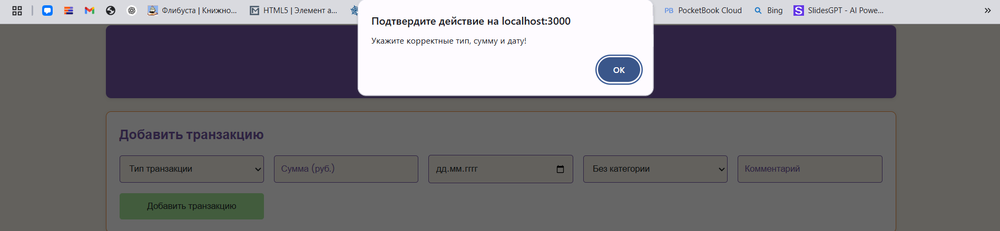 Флибуста | Книжно...
HTML5 | Элемент a...
PB PocketBook Cloud
Bing
S SlidesGPT - AI Powe...
Подтвердите действие на localhost:3000
Укажите корректные тип, сумму и дату!
ОК
Добавить транзакцию
Тип транзакции
Сумма (руб.)
дд.мм.гггг
Без категории
Комментарий
Добавить транзакцию